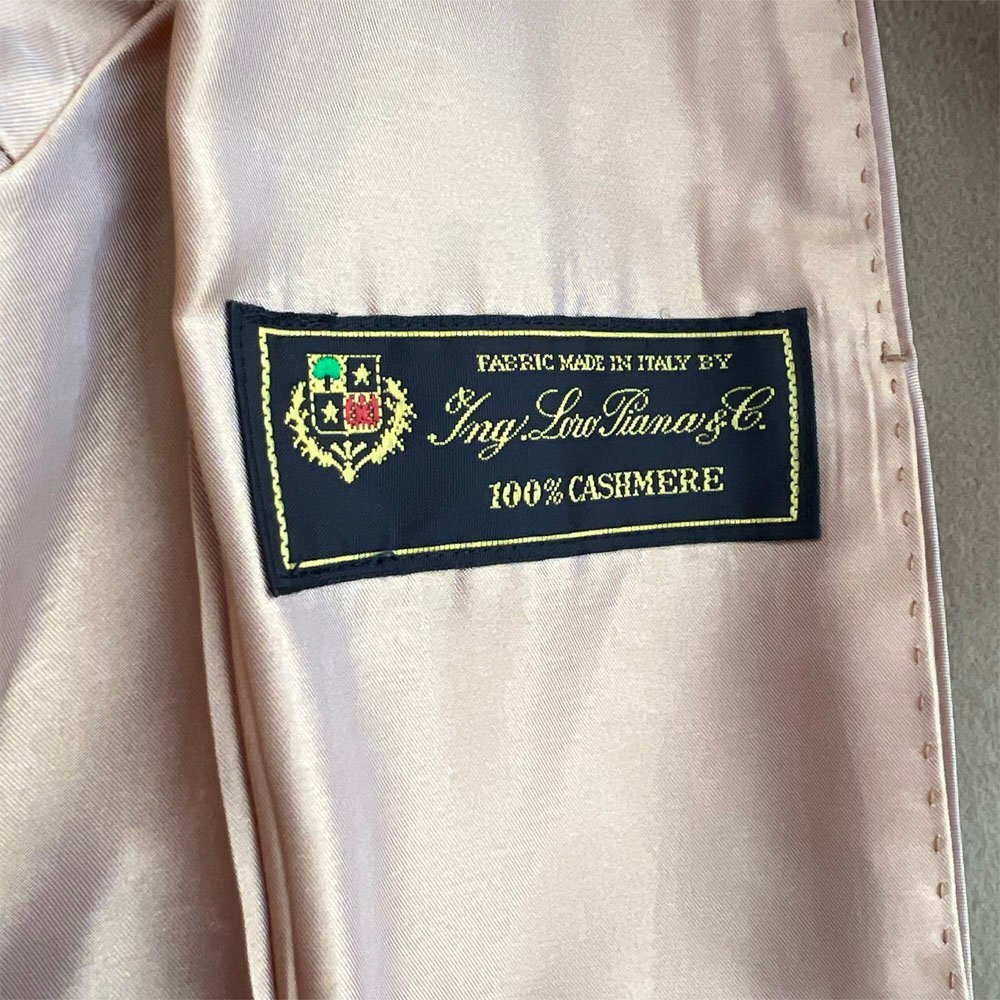 FABRIC MADE IN ITALY BY
Ing. Loro Piana & C.
100% CASHMERE